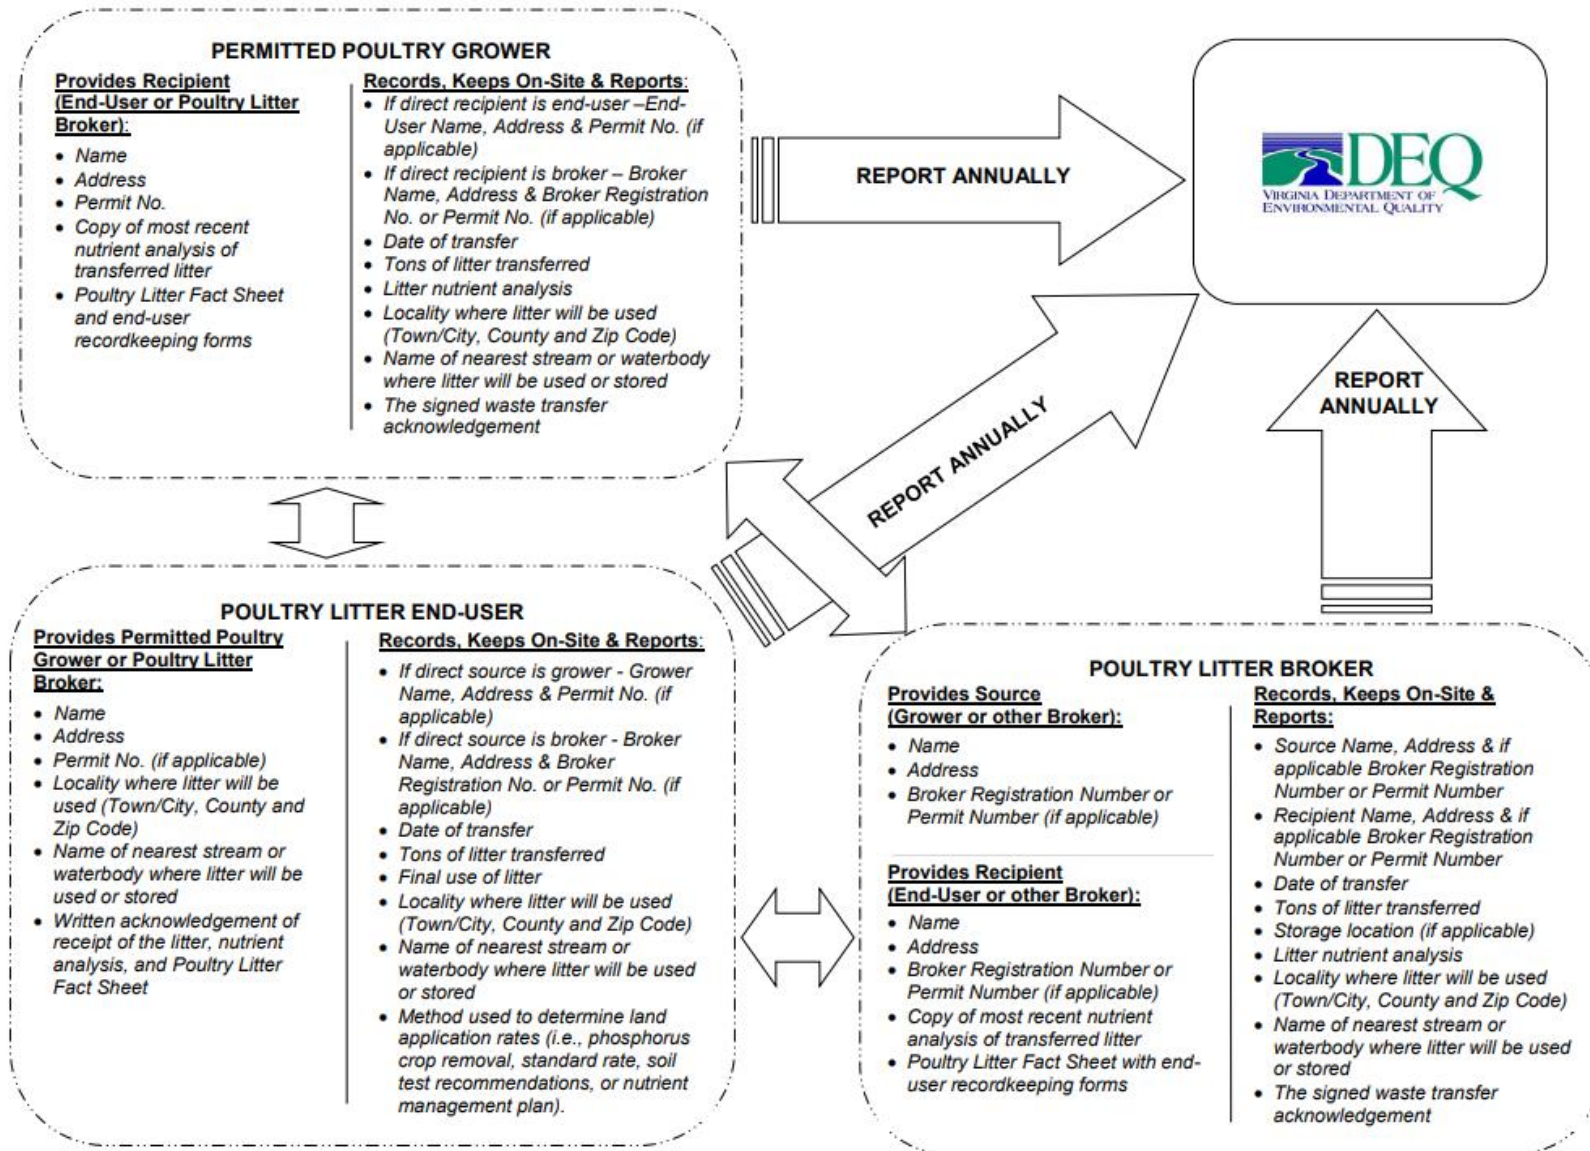 PERMITTED POULTRY GROWER
Provides Recipient
(End-User or Poultry Litter
Broker):
• Name
• Address
• Permit No.
• Copy of most recent
nutrient analysis of
transferred litter
• Poultry Litter Fact Sheet
and end-user
recordkeeping forms
Records, Keeps On-Site & Reports:
• If direct recipient is end-user –End-
User Name, Address & Permit No. (if
applicable)
• If direct recipient is broker – Broker
Name, Address & Broker Registration
No. or Permit No. (if applicable)
• Date of transfer
• Tons of litter transferred
• Litter nutrient analysis
• Locality where litter will be used
(Town/City, County and Zip Code)
• Name of nearest stream or waterbody
where litter will be used or stored
• The signed waste transfer
acknowledgement
REPORT ANNUALLY
DEQ
VIRGINIA DEPARTMENT OF
ENVIRONMENTAL QUALITY
REPORT ANNUALLY
REPORT
ANNUALLY
POULTRY LITTER END-USER
Provides Permitted Poultry
Grower or Poultry Litter
Broker:
• Name
• Address
• Permit No. (if applicable)
• Locality where litter will be
used (Town/City, County and
Zip Code)
• Name of nearest stream or
waterbody where litter will be
used or stored
• Written acknowledgement of
receipt of the litter, nutrient
analysis, and Poultry Litter
Fact Sheet
Records, Keeps On-Site & Reports:
• If direct source is grower - Grower
Name, Address & Permit No. (if
applicable)
• If direct source is broker - Broker
Name, Address & Broker
Registration No. or Permit No. (if
applicable)
• Date of transfer
• Tons of litter transferred
• Final use of litter
• Locality where litter will be used
(Town/City, County and Zip Code)
• Name of nearest stream or
waterbody where litter will be used
or stored
• Method used to determine land
application rates (i.e., phosphorus
crop removal, standard rate, soil
test recommendations, or nutrient
management plan).
POULTRY LITTER BROKER
Provides Source
(Grower or other Broker):
• Name
• Address
• Broker Registration Number or
Permit Number (if applicable)
Provides Recipient
(End-User or other Broker):
• Name
• Address
• Broker Registration Number or
Permit Number (if applicable)
• Copy of most recent nutrient
analysis of transferred litter
• Poultry Litter Fact Sheet with end-
user recordkeeping forms
Records, Keeps On-Site &
Reports:
• Source Name, Address & if
applicable Broker Registration
Number or Permit Number
• Recipient Name, Address & if
applicable Broker Registration
Number or Permit Number
• Date of transfer
• Tons of litter transferred
• Storage location (if applicable)
• Litter nutrient analysis
• Locality where litter will be used
(Town/City, County and Zip Code)
• Name of nearest stream or
waterbody where litter will be used
or stored
• The signed waste transfer
acknowledgement